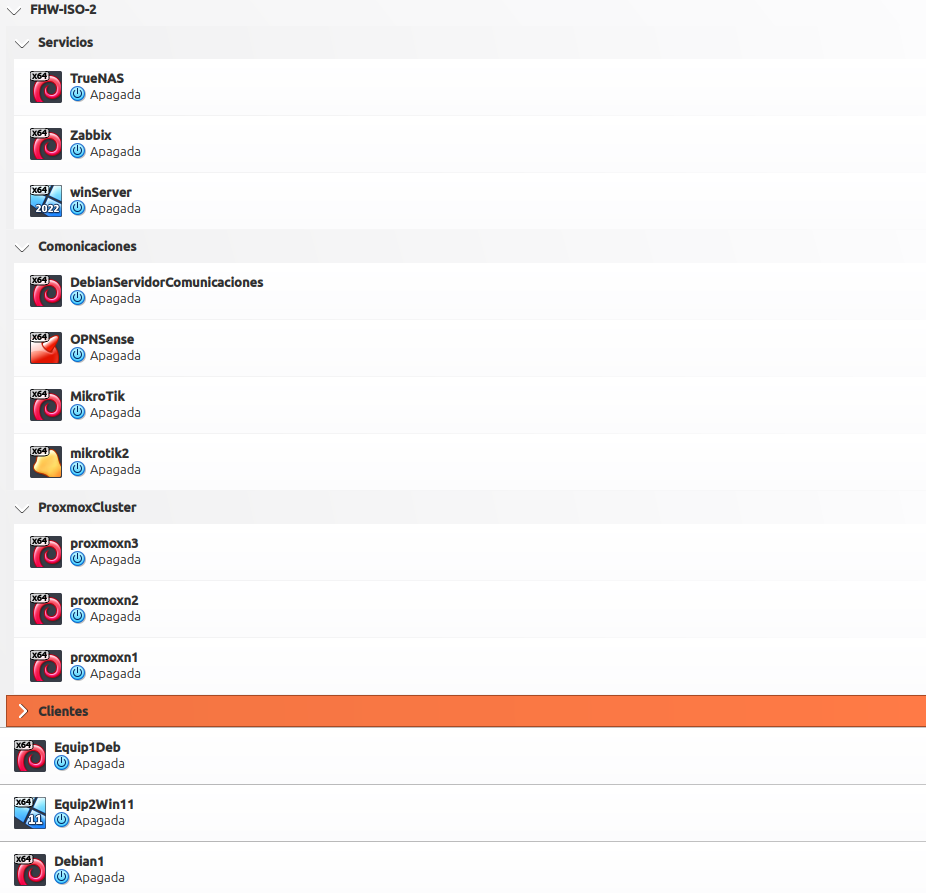 FHW-ISO-2
Servicios
x64
TrueNAS
Apagada
x64
Zabbix
Apagada
x64
2022
winServer
Apagada
Comonicaciones
x64
DebianServidorComunicaciones
Apagada
x64
OPNSense
Apagada
x64
MikroTik
Apagada
x64
mikrotik2
Apagada
ProxmoxCluster
x64
proxmoxn3
Apagada
x64
proxmoxn2
Apagada
x64
proxmoxn1
Apagada
Clientes
x64
Equip1Deb
Apagada
x64
11
Equip2Win11
Apagada
x64
Debian1
Apagada